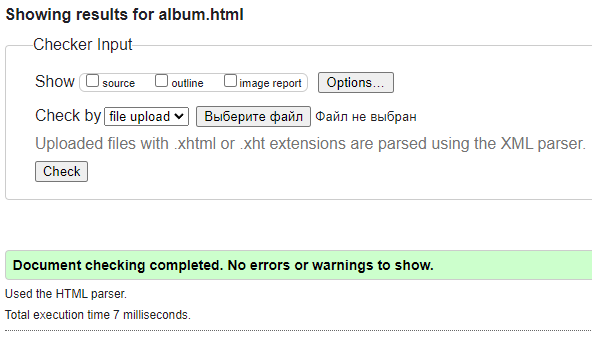 Showing results for album.html
Checker Input
Show source outline image report Options...
Check by file upload Выберите файл Файл не выбран
Uploaded files with .xhtml or .xht extensions are parsed using the XML parser.
Check
Document checking completed. No errors or warnings to show.
Used the HTML parser.
Total execution time 7 milliseconds.